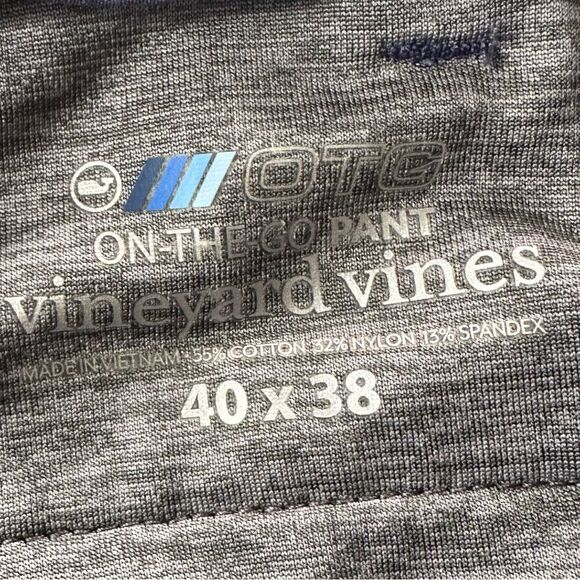 OTG
ON-THE-GO PANT
vineyard vines
MADE IN VIETNAM · 55% COTTON 32% NYLON 13% SPANDEX
40 x 38